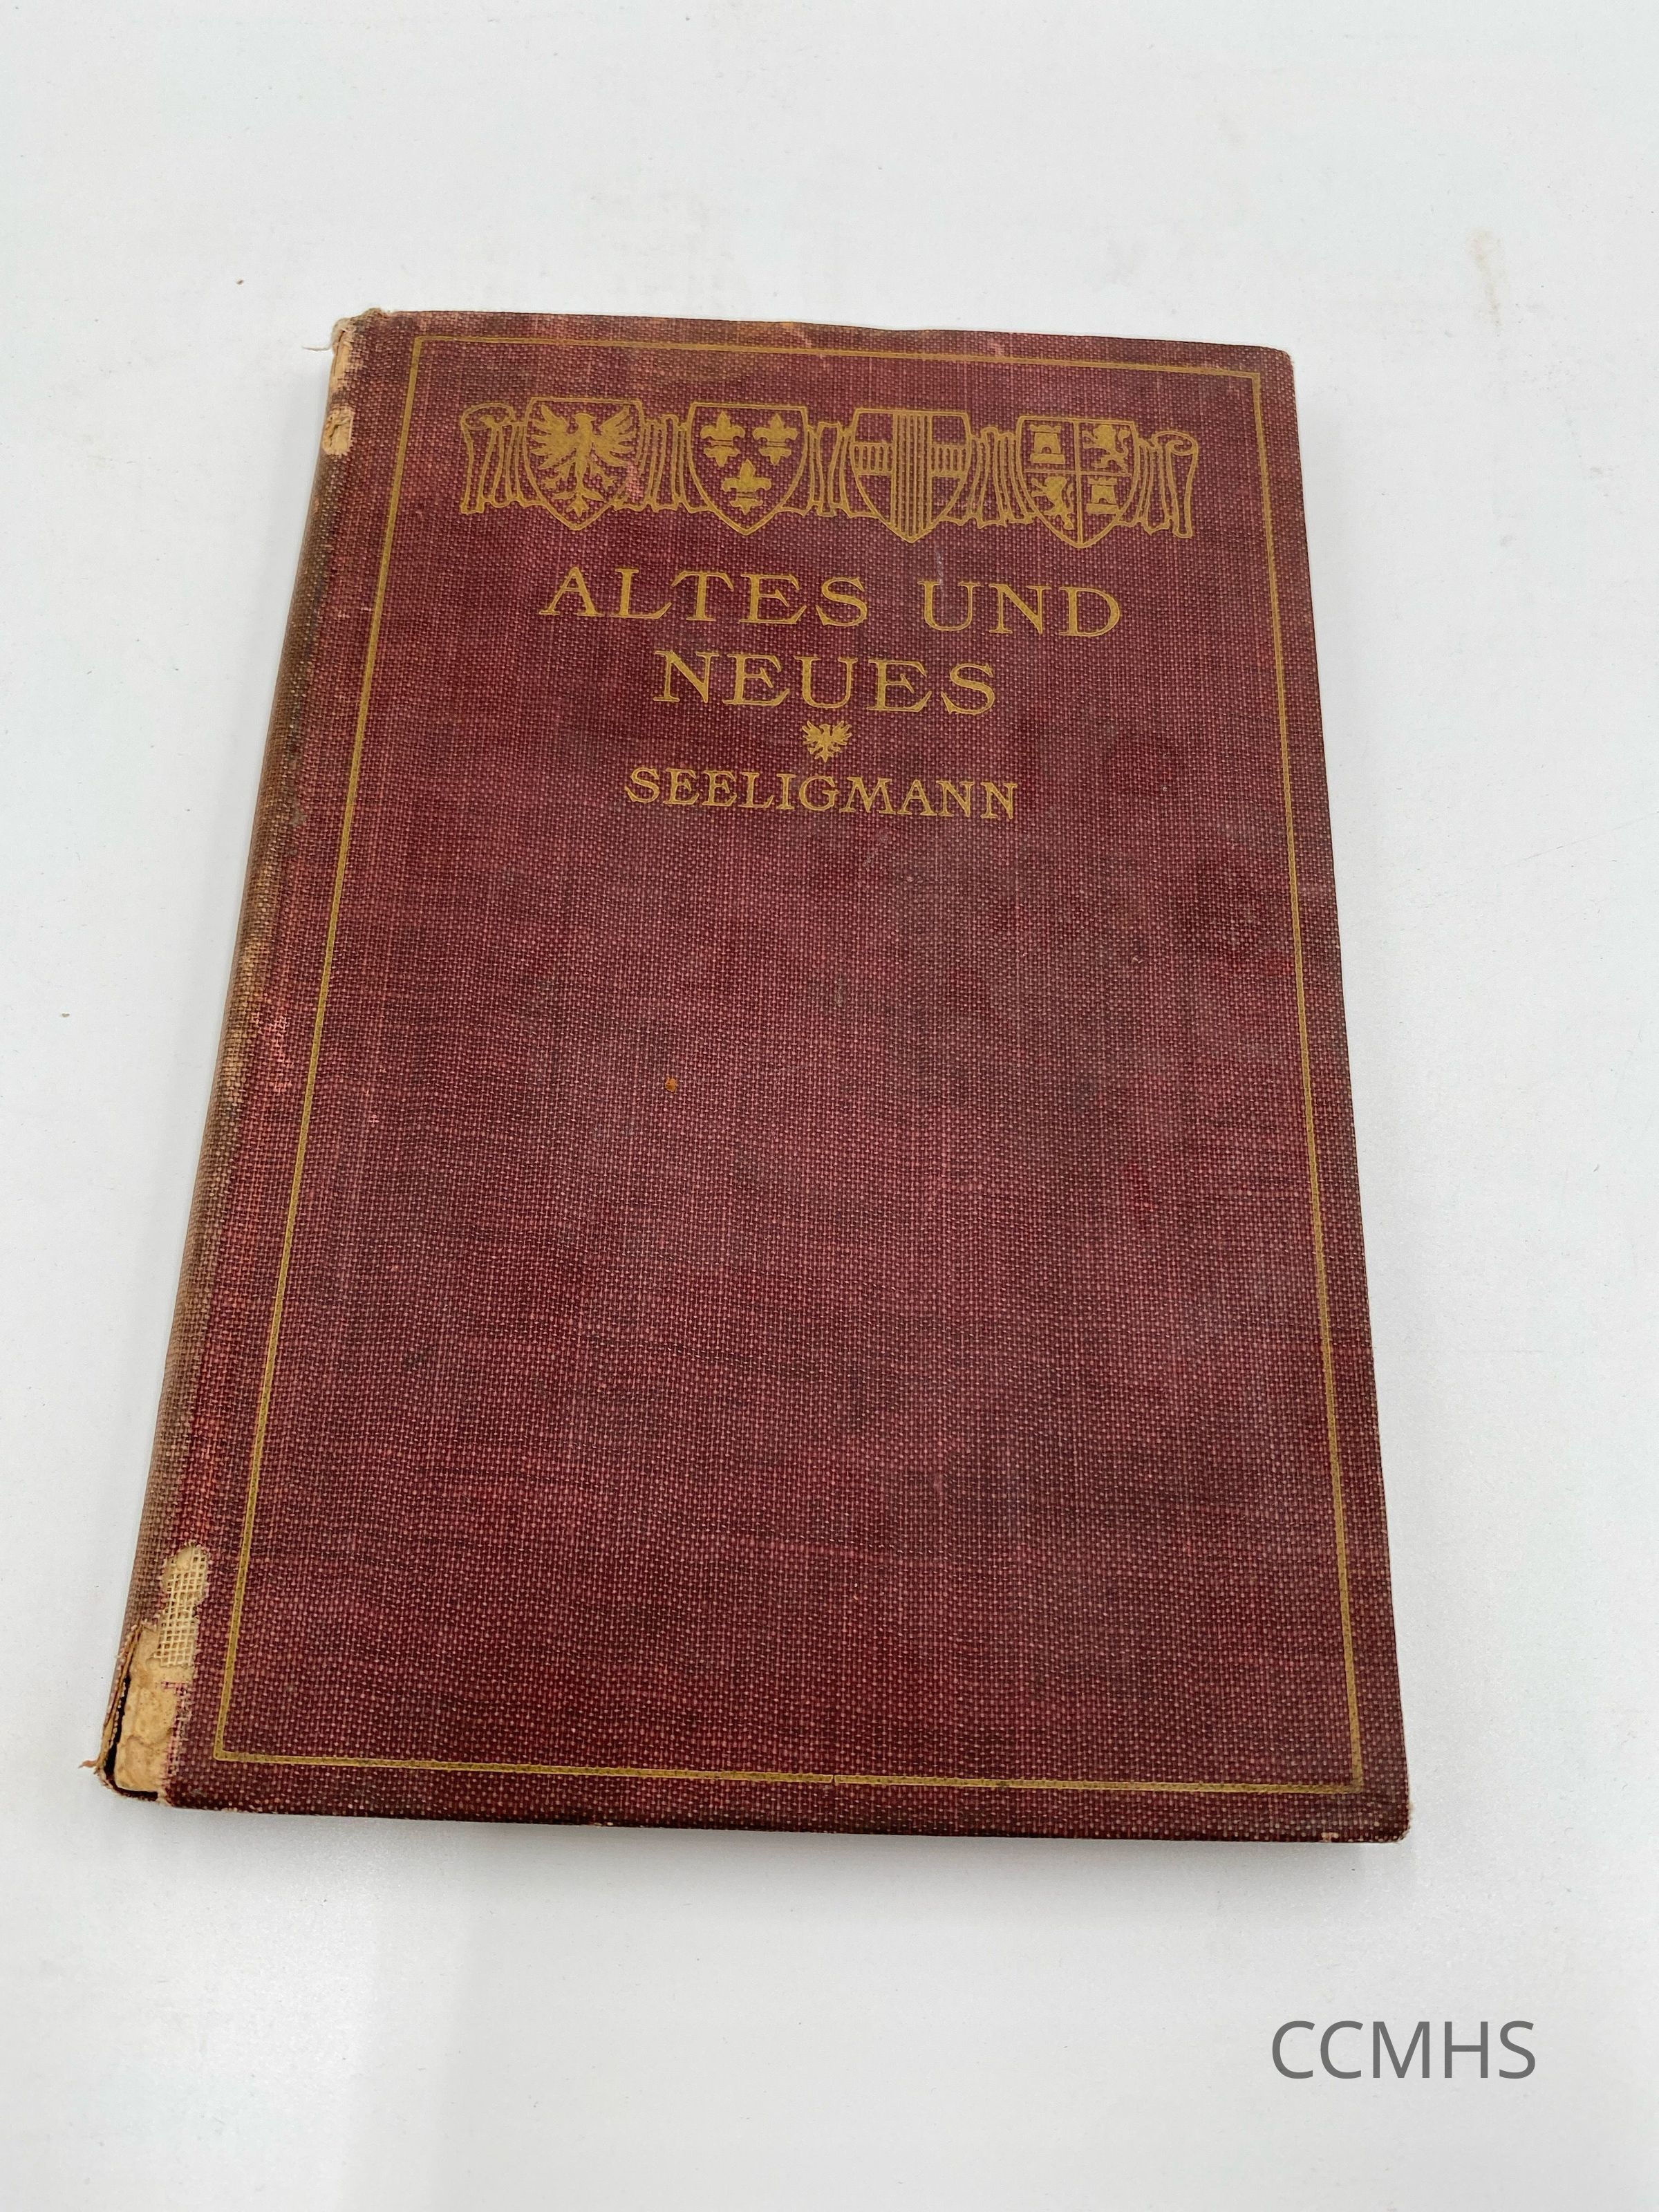 ALTES UND
NEUES
SEELIGMANN
CCMHS